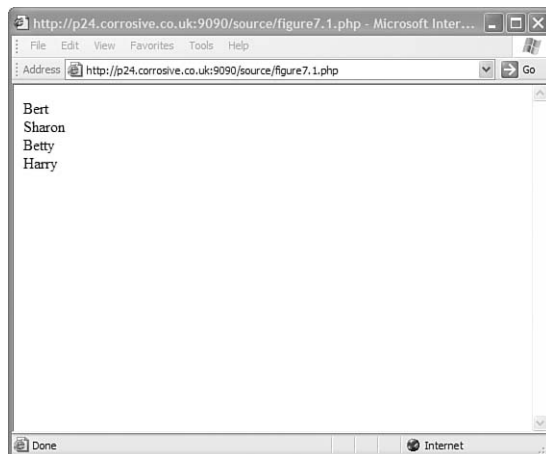 http://p24.corrosive.co.uk:9090/source/figure7.1.php - Microsoft Inter...
File Edit View Favorites Tools Help
Address http://p24.corrosive.co.uk:9090/source/figure7.1.php Go
Bert
Sharon
Betty
Harry
Done Internet